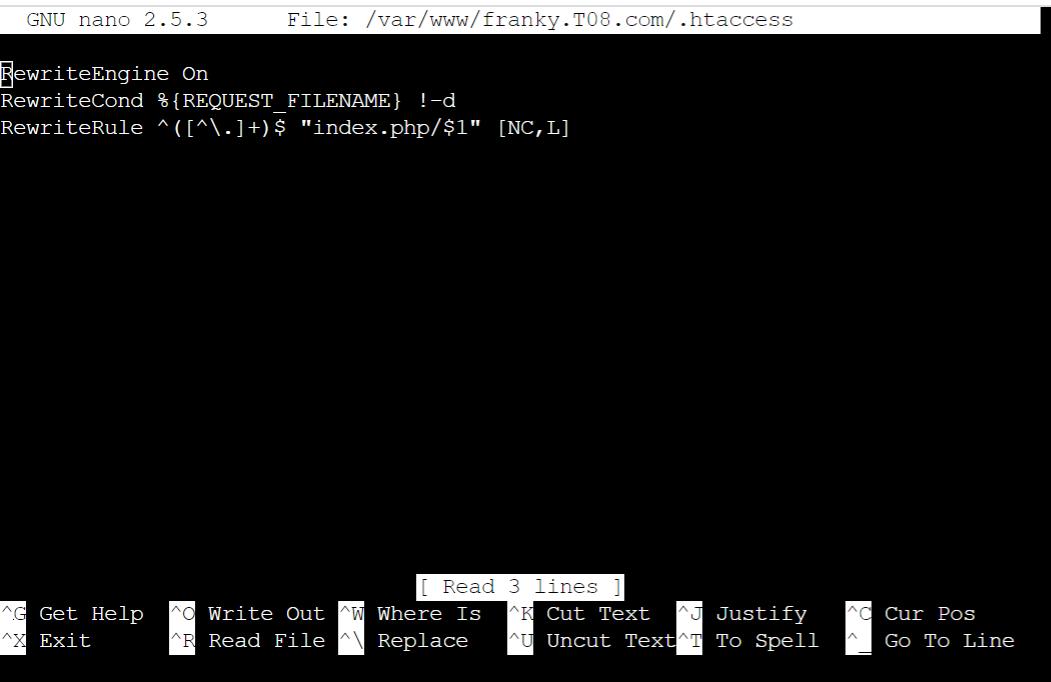 GNU nano 2.5.3 File: /var/www/franky.T08.com/.htaccess
RewriteEngine On
RewriteCond %{REQUEST_FILENAME} !-d
RewriteRule ^([^\.]+)$ "index.php/$1" [NC,L]
[ Read 3 lines ]
^G Get Help ^O Write Out ^W Where Is ^K Cut Text ^J Justify ^C Cur Pos
^X Exit ^R Read File ^\ Replace ^U Uncut Text ^T To Spell ^_ Go To Line